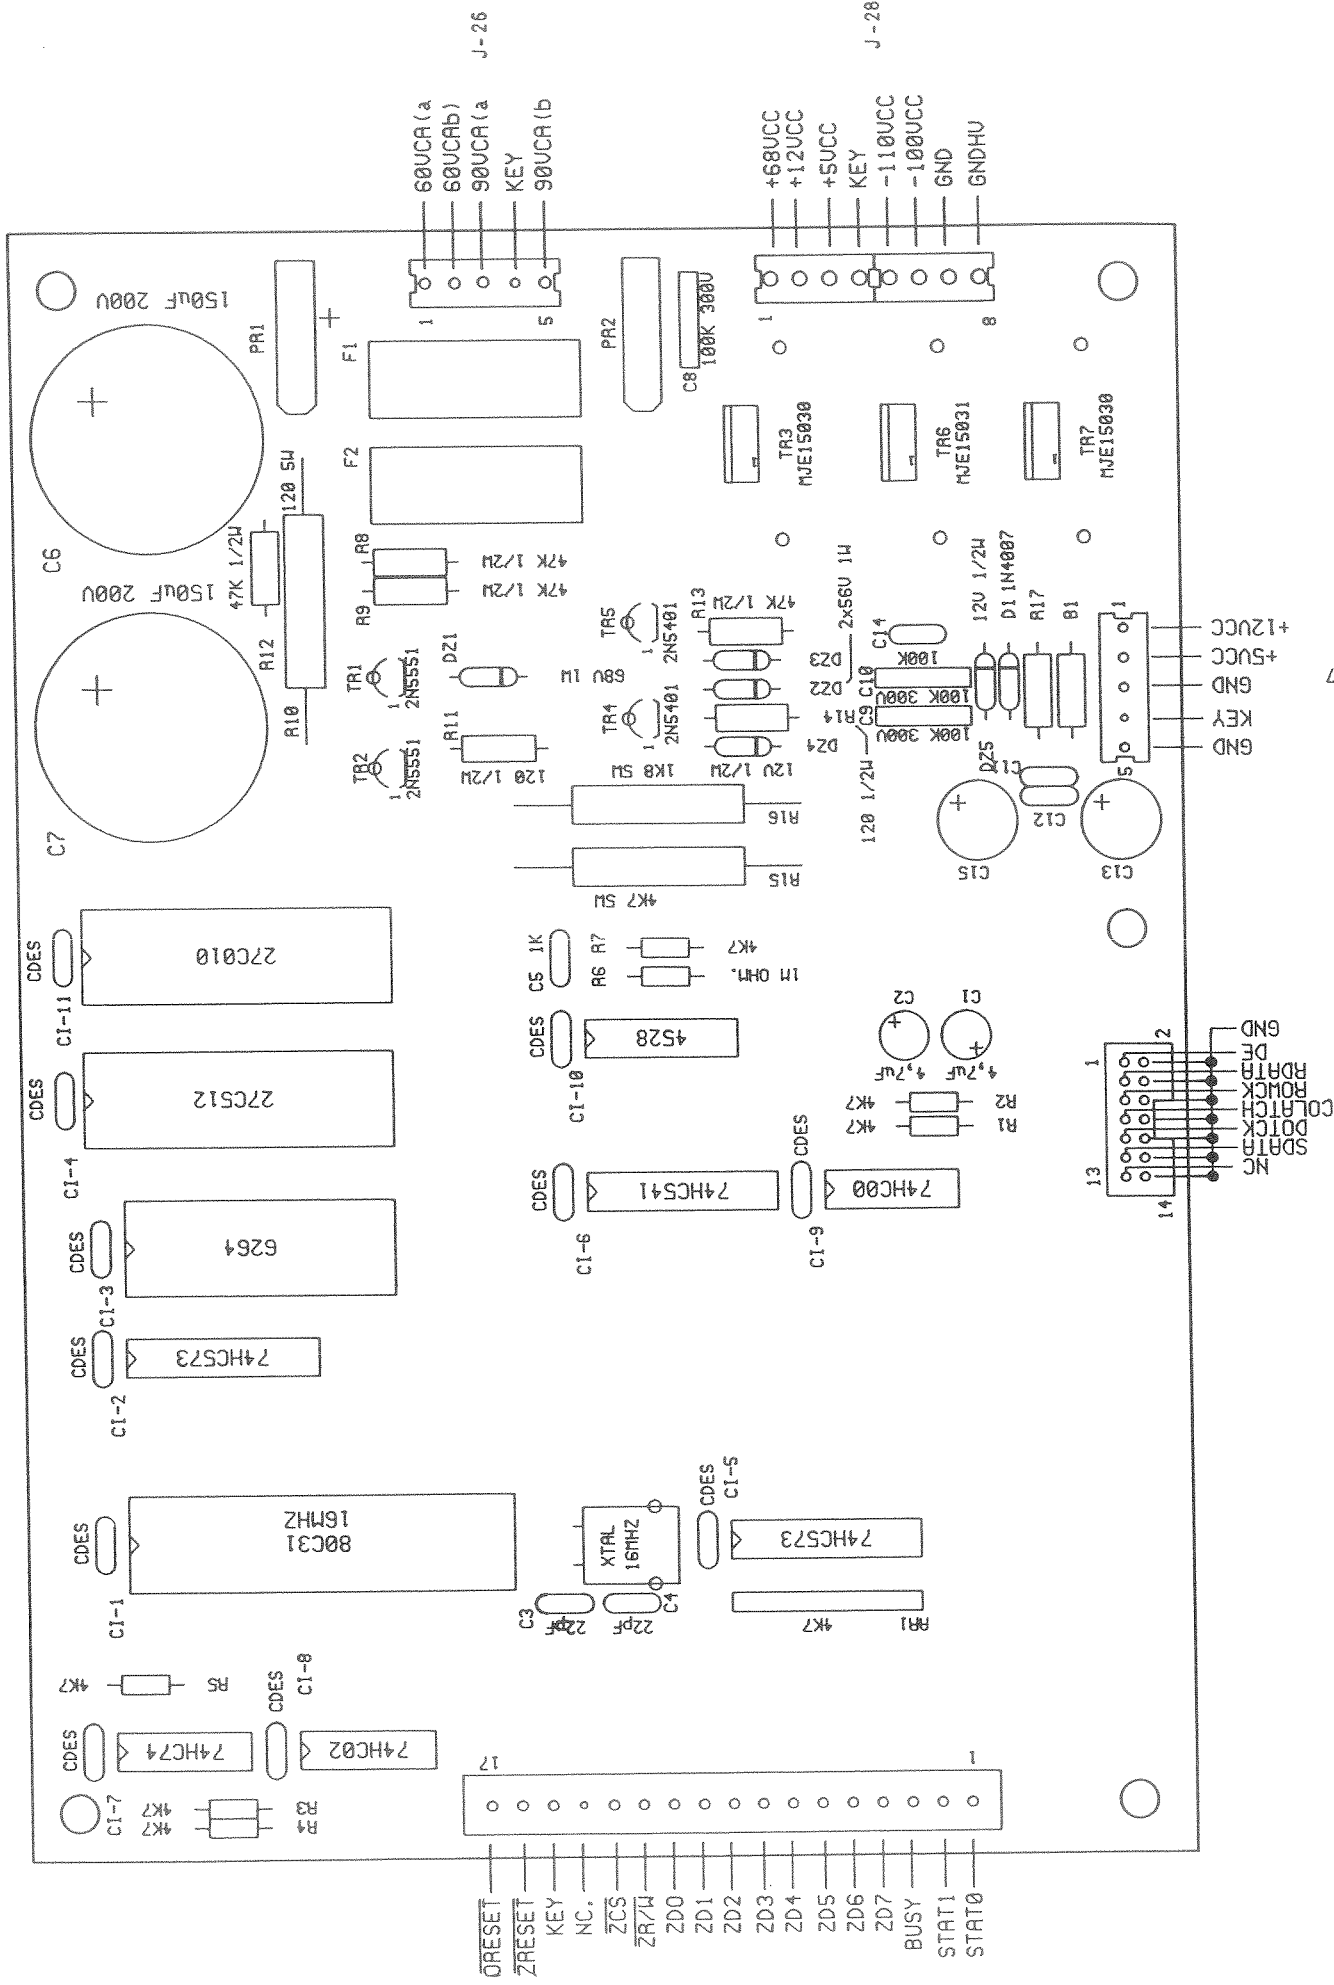 J-26
J-28
60VCA(a
60VCAb)
90VCA(a
KEY
90VCA(b
+68VCC
+12VCC
+5VCC
KEY
-110VCC
-100VCC
GND
GNDHV
150uF 200V
C6
PR1
+
1
5
F1
F2
PR2
C8
100K 300V
1
8
TR3
MJE15030
TR6
MJE15031
TR7
MJE15030
150uF 200V
C7
47K 1/2W
R12
120 5W
R10
R8
47K 1/2W
R9
47K 1/2W
TR1
1
2N5551
TR2
1
2N5551
DZ1
68V 1W
R11
120 1/2W
TR5
1
2N5401
TR4
1
2N5401
R13
47K 1/2W
DZ3
DZ2
2x56V 1W
R14
120 1/2W
DZ4
12V 1/2W
1K8 5W
R16
4K7 5W
R15
C14
100K
C10
100K 300V
C9
100K 300V
12V 1/2W
DZ5
D1 1N4007
R17
B1
C12
C15
C13
1
5
+12VCC
+5VCC
GND
KEY
GND
7
CDES
27C010
CI-11
CDES
27C512
CI-4
CDES
6264
CI-3
CDES
74HC573
CI-2
CDES
80C31
16MHZ
CI-1
C5 1K
R7
4K7
R6
1M OHM.
CDES
4528
CI-10
CDES
74HC541
CI-6
CDES
74HC00
CI-9
C2
4,7uF
C1
4,7uF
R2
4K7
R1
4K7
1
2
13
14
GND
DE
RDATA
ROWCK
COLATCH
DOTCK
SDATA
NC
XTAL
16MHZ
C3
22pF
C4
22pF
CDES
CI-5
74HC573
4K7
RR1
4K7
R5
CDES
74HC74
CI-7
CDES
CI-8
74HC02
4K7
R3
4K7
R4
17
1
ORESET
ZRESET
KEY
NC.
ZCS
ZR/W
ZD0
ZD1
ZD2
ZD3
ZD4
ZD5
ZD6
ZD7
BUSY
STAT1
STAT0